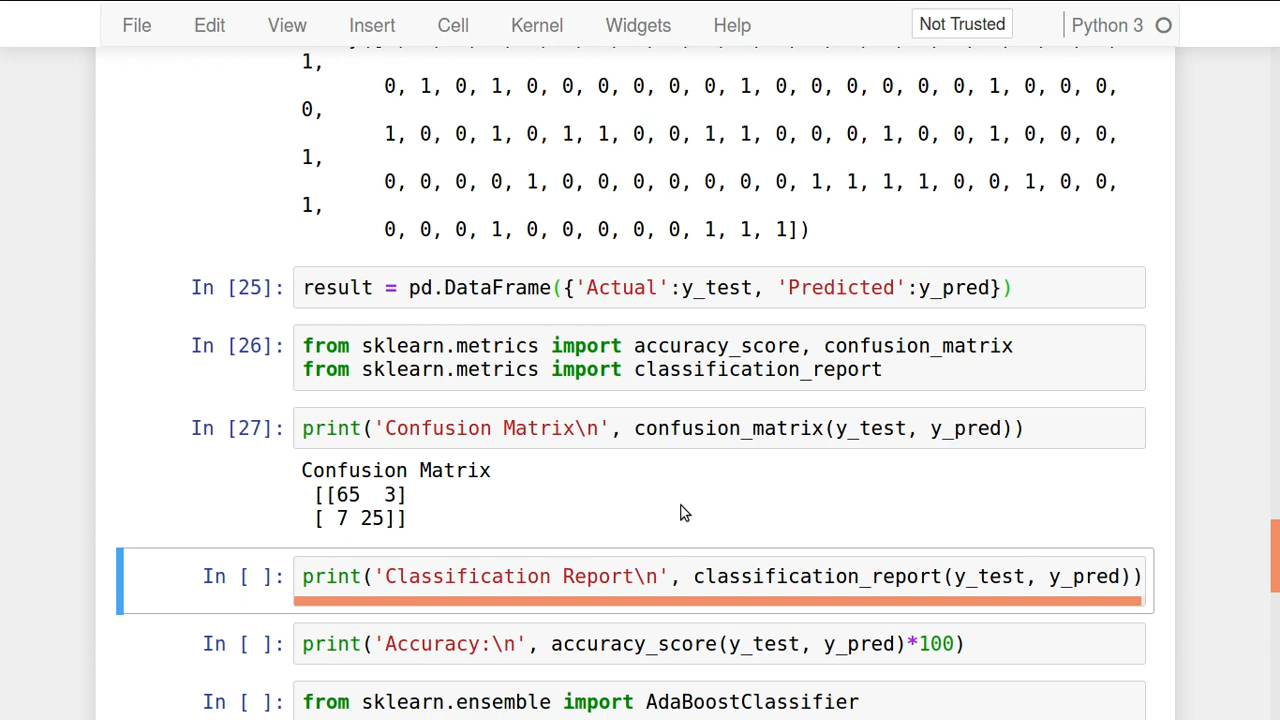 File Edit View Insert Cell Kernel Widgets Help Not Trusted Python 3
1,
0, 1, 0, 1, 0, 0, 0, 0, 0, 0, 1, 0, 0, 0, 0, 0, 0, 1, 0, 0, 0,
0,
1, 0, 0, 1, 0, 1, 1, 0, 0, 1, 1, 0, 0, 0, 1, 0, 0, 1, 0, 0, 0,
1,
0, 0, 0, 0, 1, 0, 0, 0, 0, 0, 0, 0, 1, 1, 1, 1, 0, 0, 1, 0, 0,
1,
0, 0, 0, 1, 0, 0, 0, 0, 0, 1, 1, 1])
In [25]: result = pd.DataFrame({'Actual':y_test, 'Predicted':y_pred})
In [26]: from sklearn.metrics import accuracy_score, confusion_matrix
from sklearn.metrics import classification_report
In [27]: print('Confusion Matrix\n', confusion_matrix(y_test, y_pred))
Confusion Matrix
[[65 3]
[ 7 25]]
In [ ]: print('Classification Report\n', classification_report(y_test, y_pred))
In [ ]: print('Accuracy:\n', accuracy_score(y_test, y_pred)*100)
In [ ]: from sklearn.ensemble import AdaBoostClassifier